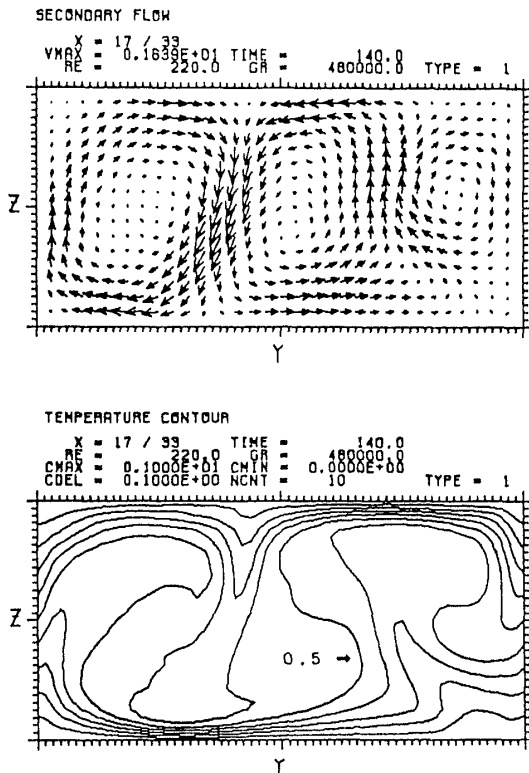 SECONDARY FLOW
X = 17 / 33
VMAX = 0.1639E+01 TIME = 140.0
RE = 220.0 GR = 480000.0 TYPE = 1
Z
Y
TEMPERATURE CONTOUR
X = 17 / 33 TIME = 140.0
RE = 220.0 GR = 480000.0
CMAX = 0.1000E+01 CMIN = 0.0000E+00
CDEL = 0.1000E+00 NCNT = 10 TYPE = 1
Z
0.5
Y